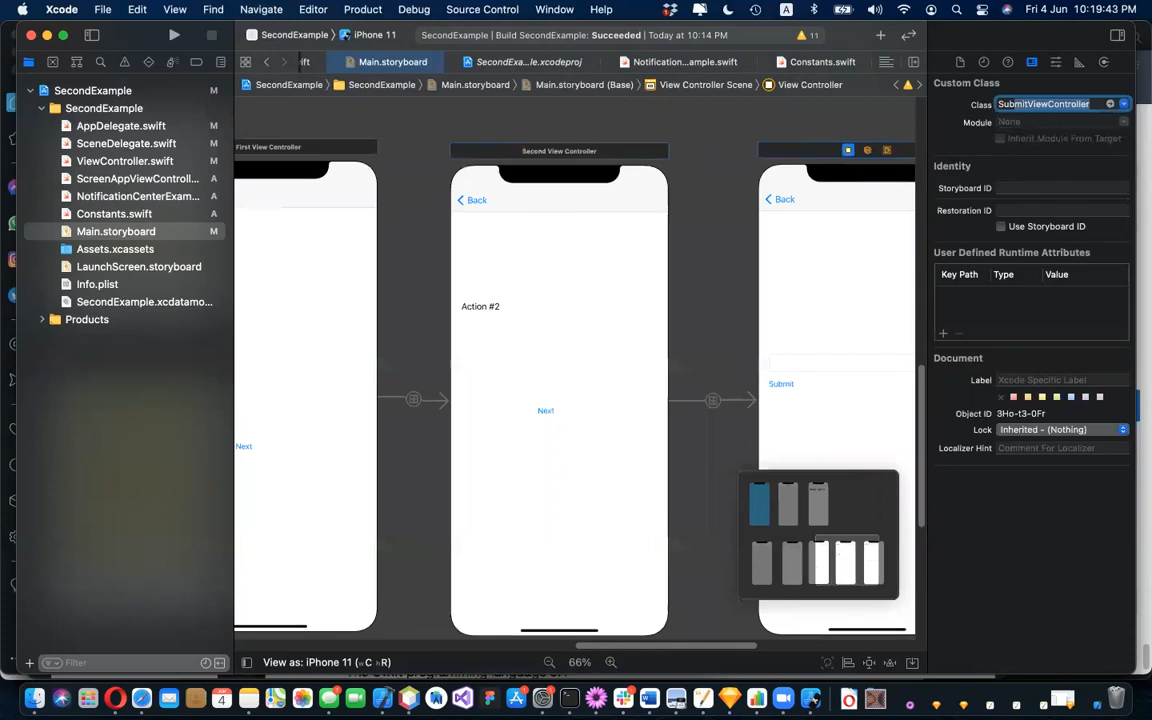 Xcode File Edit View Find Navigate Editor Product Debug Source Control Window Help
A
Fri 4 Jun 10:19:43 PM
SecondExample
iPhone 11
SecondExample | Build SecondExample: Succeeded | Today at 10:14 PM
11
ift
Main.storyboard
SecondExa...le.xcodeproj
Notification...ample.swift
Constants.swift
SecondExample
SecondExample
Main.storyboard
Main.storyboard (Base)
View Controller Scene
View Controller
SecondExample M
SecondExample
AppDelegate.swift M
SceneDelegate.swift M
ViewController.swift M
ScreenAppViewControll... A
NotificationCenterExam... A
Constants.swift A
Main.storyboard M
Assets.xcassets
LaunchScreen.storyboard
Info.plist
SecondExample.xcdatamo...
Products
Filter
First View Controller
Next
Second View Controller
Back
Action #2
Next
Back
Submit
View as: iPhone 11 (wC hR)
66%
Custom Class
Class SubmitViewController
Module None
Inherit Module From Target
Identity
Storyboard ID
Restoration ID
Use Storyboard ID
User Defined Runtime Attributes
Key Path Type Value
Document
Label Xcode Specific Label
Object ID 3Ho-t3-0Fr
Lock Inherited - (Nothing)
Localizer Hint Comment For Localizer
4